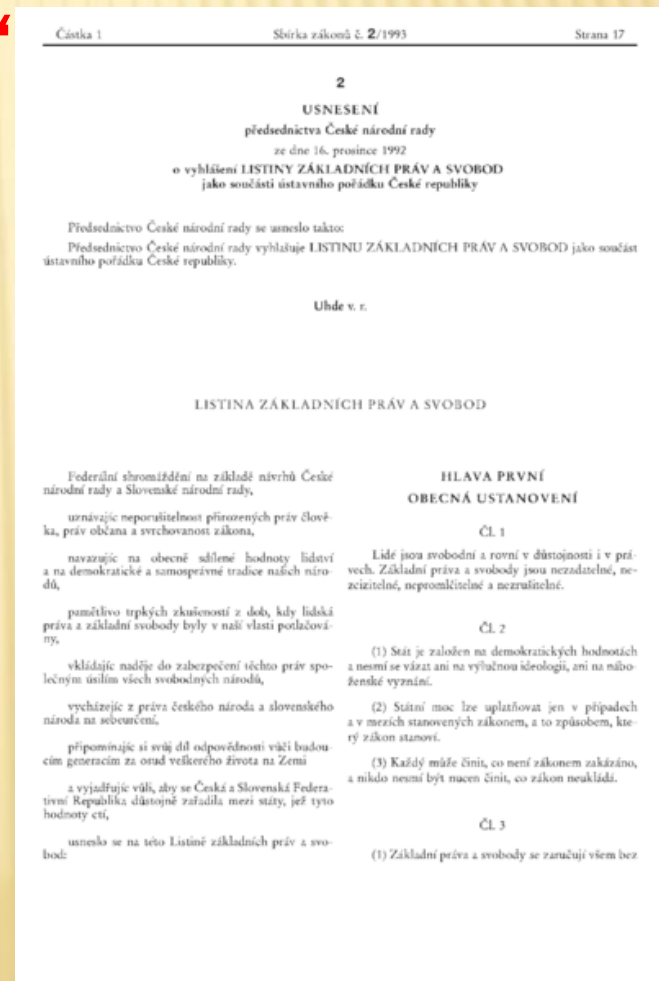 “
Částka 1 Sbírka zákonů č. 2/1993 Strana 17
2
USNESENÍ
předsednictva České národní rady
ze dne 16. prosince 1992
o vyhlášení LISTINY ZÁKLADNÍCH PRÁV A SVOBOD
jako součásti ústavního pořádku České republiky
Předsednictvo České národní rady se usneslo takto:
Předsednictvo České národní rady vyhlašuje LISTINU ZÁKLADNÍCH PRÁV A SVOBOD jako součást
ústavního pořádku České republiky.
Uhde v. r.
LISTINA ZÁKLADNÍCH PRÁV A SVOBOD
Federální shromáždění na základě návrhů České
národní rady a Slovenské národní rady,
uznávajíc neporušitelnost přirozených práv člově-
ka, práv občana a svrchovanost zákona,
navazujíc na obecně sdílené hodnoty lidství
a na demokratické a samosprávné tradice našich náro-
dů,
pamětlivo trpkých zkušeností z dob, kdy lidská
práva a základní svobody byly v naší vlasti potlačová-
ny,
vkládajíc naděje do zabezpečení těchto práv spo-
lečným úsilím všech svobodných národů,
vycházejíc z práva českého národa a slovenského
národa na sebeurčení,
připomínajíc si svůj díl odpovědnosti vůči budou-
cím generacím za osud veškerého života na Zemi
a vyjadřujíc vůli, aby se Česká a Slovenská Federa-
tivní Republika důstojně zařadila mezi státy, jež tyto
hodnoty ctí,
usneslo se na této Listině základních práv a svo-
bod:
HLAVA PRVNÍ
OBECNÁ USTANOVENÍ
Čl. 1
Lidé jsou svobodní a rovní v důstojnosti i v prá-
vech. Základní práva a svobody jsou nezadatelné, ne-
zcizitelné, nepromlčitelné a nezrušitelné.
Čl. 2
(1) Stát je založen na demokratických hodnotách
a nesmí se vázat ani na výlučnou ideologii, ani na nábo-
ženské vyznání.
(2) Státní moc lze uplatňovat jen v případech
a v mezích stanovených zákonem, a to způsobem, kte-
rý zákon stanoví.
(3) Každý může činit, co není zákonem zakázáno,
a nikdo nesmí být nucen činit, co zákon neukládá.
Čl. 3
(1) Základní práva a svobody se zaručují všem bez